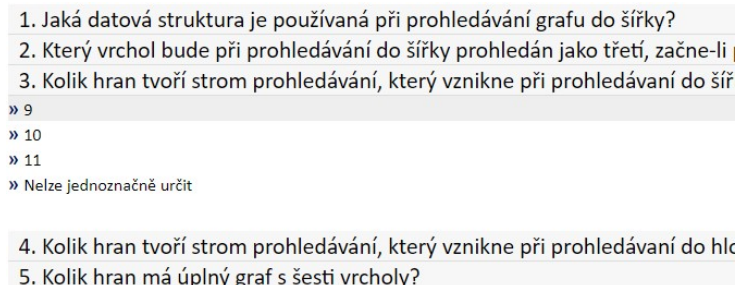 1. Jaká datová struktura je používaná při prohledávání grafu do šířky?
2. Který vrchol bude při prohledávání do šířky prohledán jako třetí, začne-li
3. Kolik hran tvoří strom prohledávání, který vznikne při prohledávaní do
» 9
» 10
» 11
» Nelze jednoznačně určit
4. Kolik hran tvoří strom prohledávání, který vznikne při prohledávaní do
5. Kolik hran má úplný graf s šesti vrcholy?